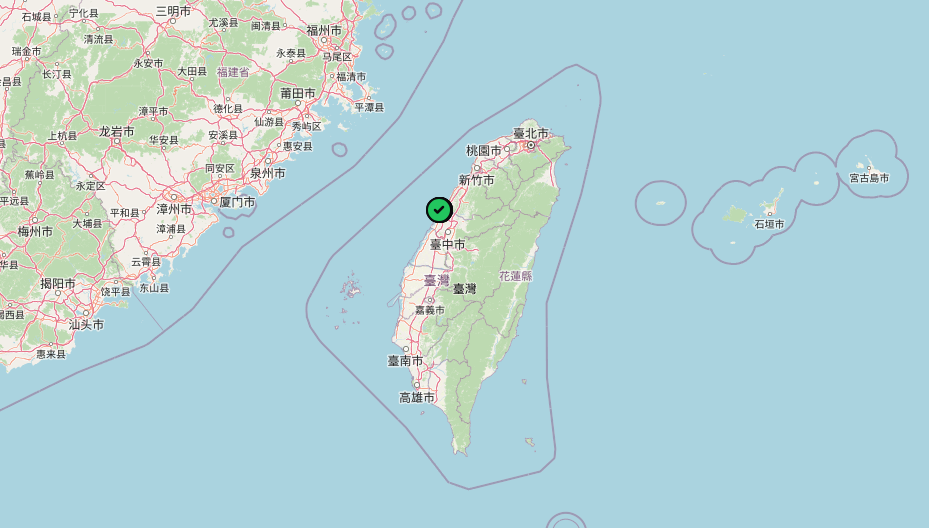 石城县
宁化县
三明市
尤溪县
闽清县
福州市
清流县
瑞金市
永泰县
马尾区
永安市
大田县
福建省
长汀县
福清市
莆田市
德化县
平潭县
漳平市
仙游县
秀屿区
龙岩市
上杭县
华安县
安溪县
惠安县
臺北市
桃園市
同安区
泉州市
蕉岭县
永定区
新竹市
宮古島市
平远县
厦门市
漳州市
平和县
大埔县
漳浦县
石垣市
梅州市
臺中市
云霄县
揭阳市
饶平县
东山县
臺灣
臺灣
花蓮縣
嘉義市
汕头市
惠来县
臺南市
高雄市